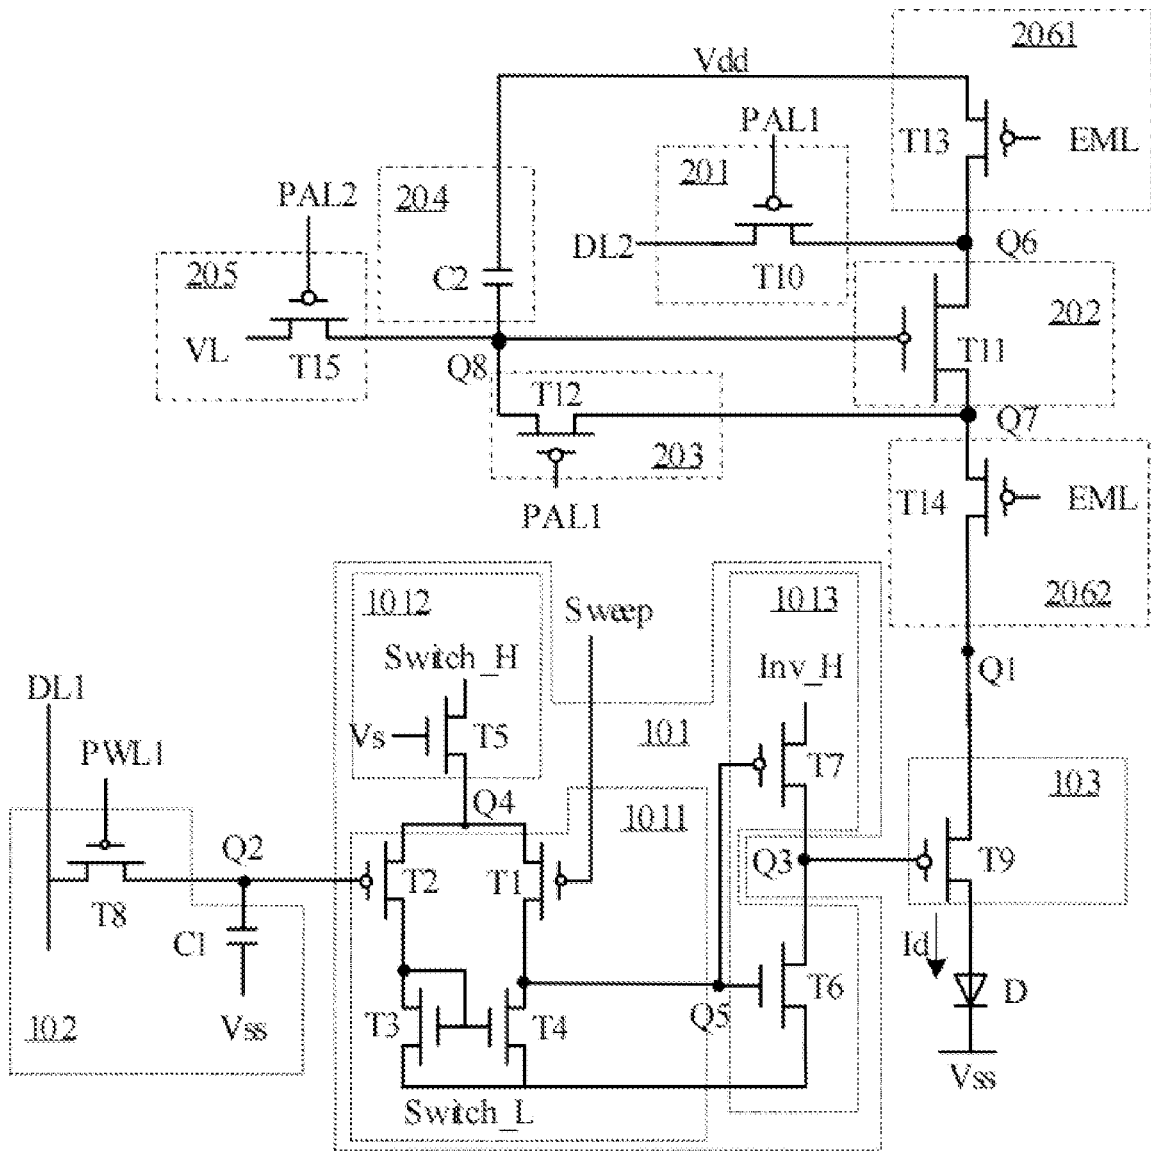 2061
Vdd
PAL1
T13
EML
201
PAL2
204
DL2
Q6
205
C2
T10
202
VL
T15
Q8
T11
T12
Q7
203
T14
EML
PAL1
1012
Sweep
1013
2062
Switch_H
Inv_H
Q1
DL1
Vs
T5
101
PWL1
T7
103
Q4
1011
Q2
T2
T1
Q3
T9
T8
C1
Id
T3
T4
Q5
T6
D
102
Vss
Vss
Switch_L